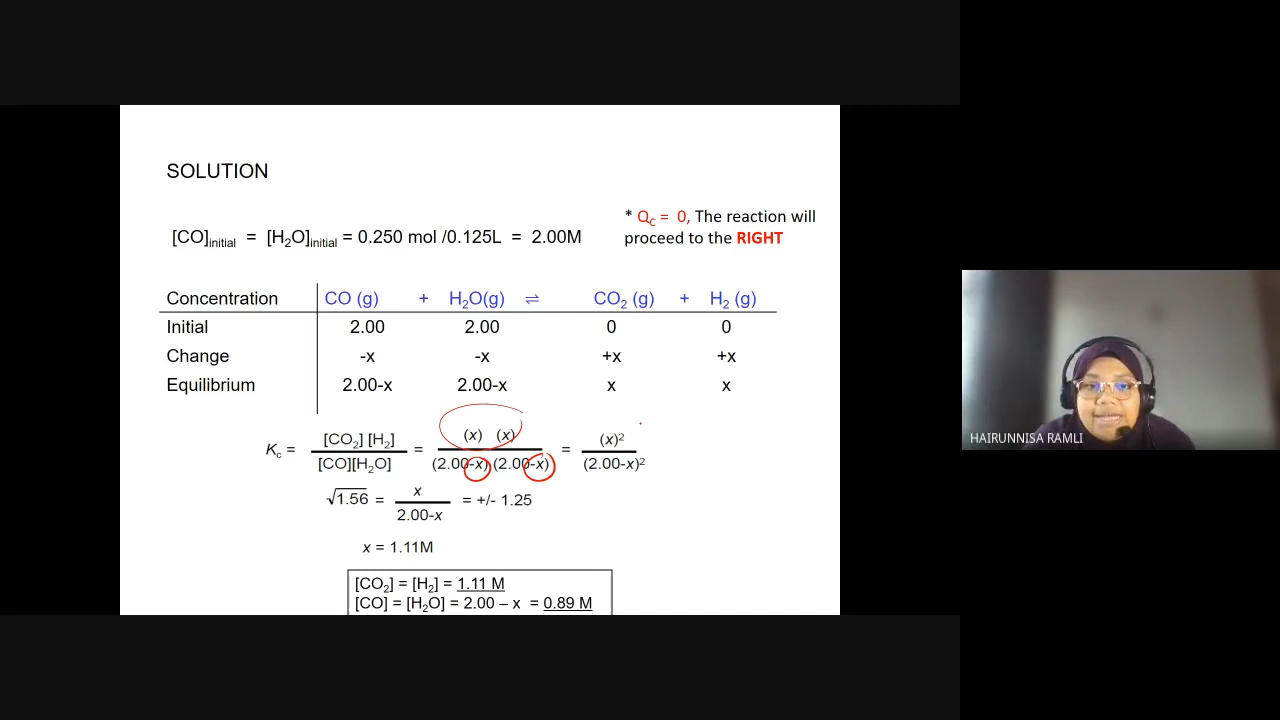 SOLUTION
* Qc = 0, The reaction will
proceed to the RIGHT
[CO]initial = [H2O]initial = 0.250 mol /0.125L = 2.00M
Concentration CO (g) + H2O(g) ⇌ CO2 (g) + H2 (g)
Initial 2.00 2.00 0 0
Change -x -x +x +x
Equilibrium 2.00-x 2.00-x x x
Kc = [CO2] [H2] / [CO][H2O] = (x) (x) / (2.00-x) (2.00-x) = (x)² / (2.00-x)²
√1.56 = x / 2.00-x = +/- 1.25
x = 1.11M
[CO2] = [H2] = 1.11 M
[CO] = [H2O] = 2.00 – x = 0.89 M
HAIRUNNISA RAMLI